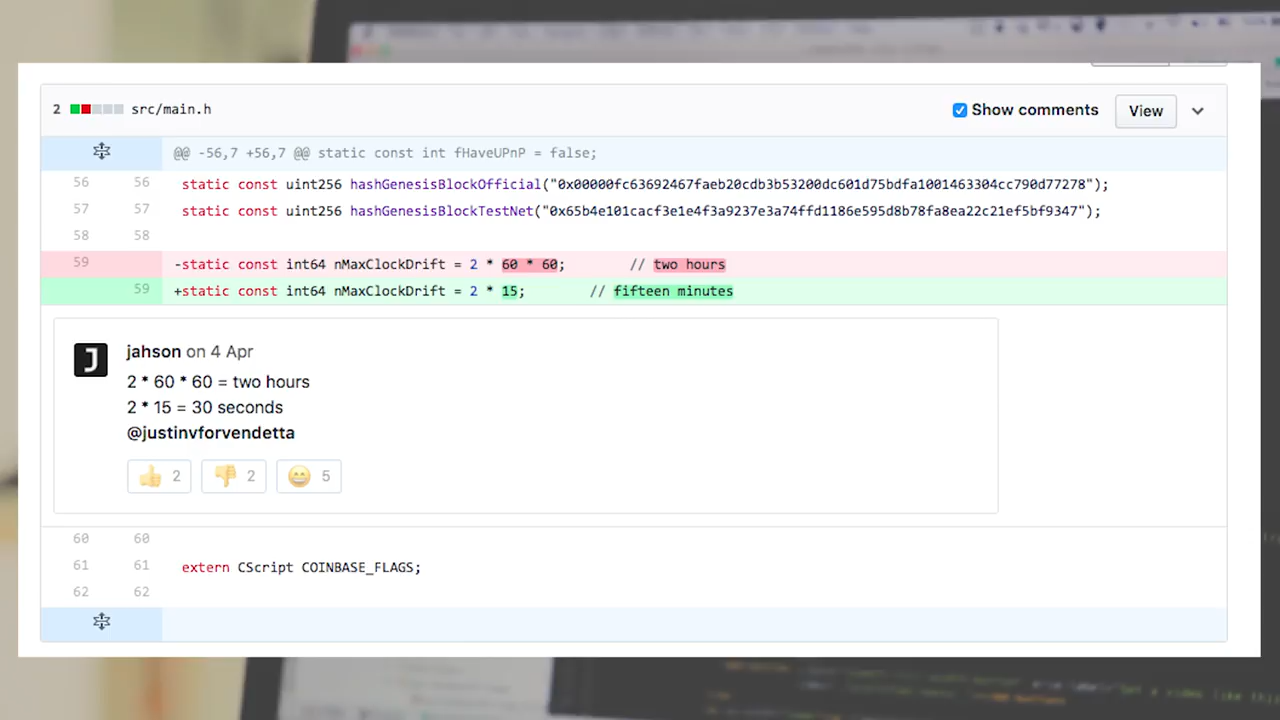 2 src/main.h Show comments View
@@ -56,7 +56,7 @@ static const int fHaveUPnP = false;
56 56 static const uint256 hashGenesisBlockOfficial("0x00000fc63692467faeb20cdb3b53200dc601d75bdfa1001463304cc790d77278");
57 57 static const uint256 hashGenesisBlockTestNet("0x65b4e101cacf3e1e4f3a9237e3a74ffd1186e595d8b78fa8ea22c21ef5bf9347");
58 58
59 -static const int64 nMaxClockDrift = 2 * 60 * 60; // two hours
59 +static const int64 nMaxClockDrift = 2 * 15; // fifteen minutes
J
jahson on 4 Apr
2 * 60 * 60 = two hours
2 * 15 = 30 seconds
@justinvforvendetta
2 2 5
60 60
61 61 extern CScript COINBASE_FLAGS;
62 62